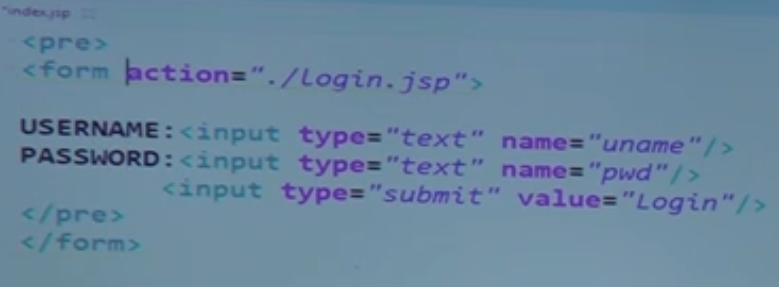 *index.jsp
<pre>
<form action="./Login.jsp">
USERNAME:<input type="text" name="uname"/>
PASSWORD:<input type="text" name="pwd"/>
<input type="submit" value="Login"/>
</pre>
</form>